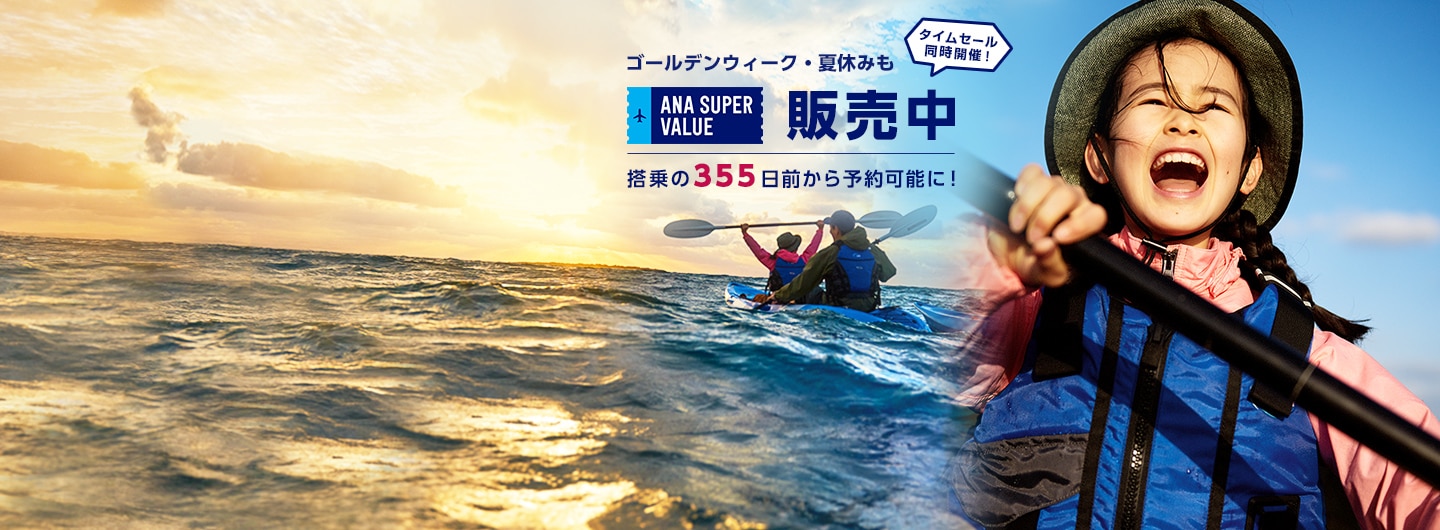 タイムセール
同時開催！
ゴールデンウィーク・夏休みも
ANA SUPER
VALUE
販売中
搭乗の355日前から予約可能に！